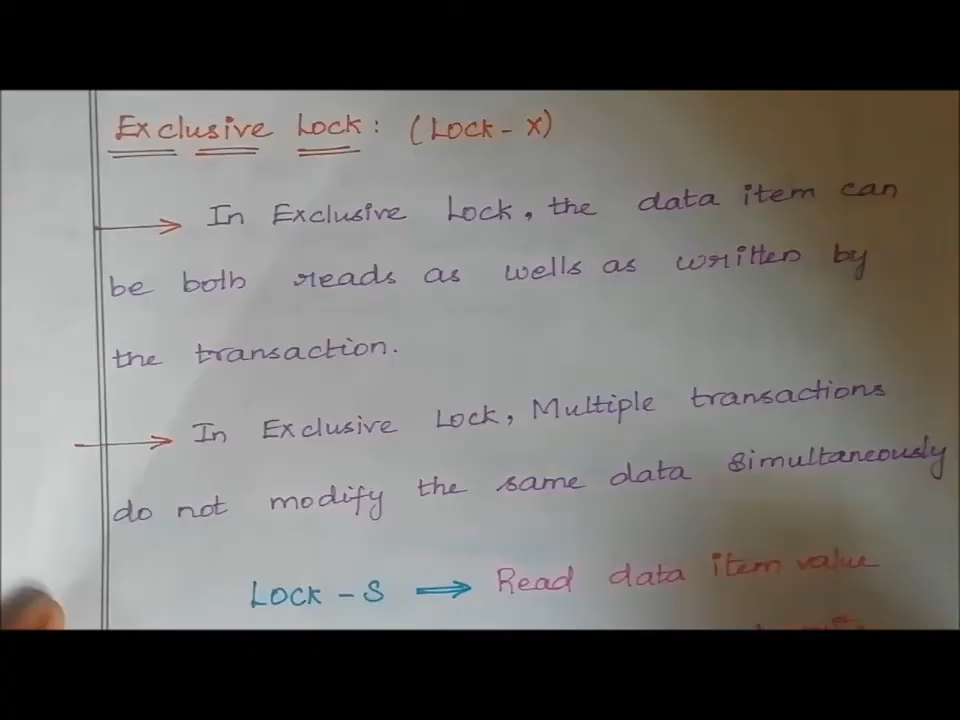 Exclusive Lock: (Lock - X)
In Exclusive Lock, the data item can
be both reads as wells as written by
the transaction.
In Exclusive Lock, Multiple transactions
do not modify the same data simultaneously
Lock - S ⇒ Read data item value